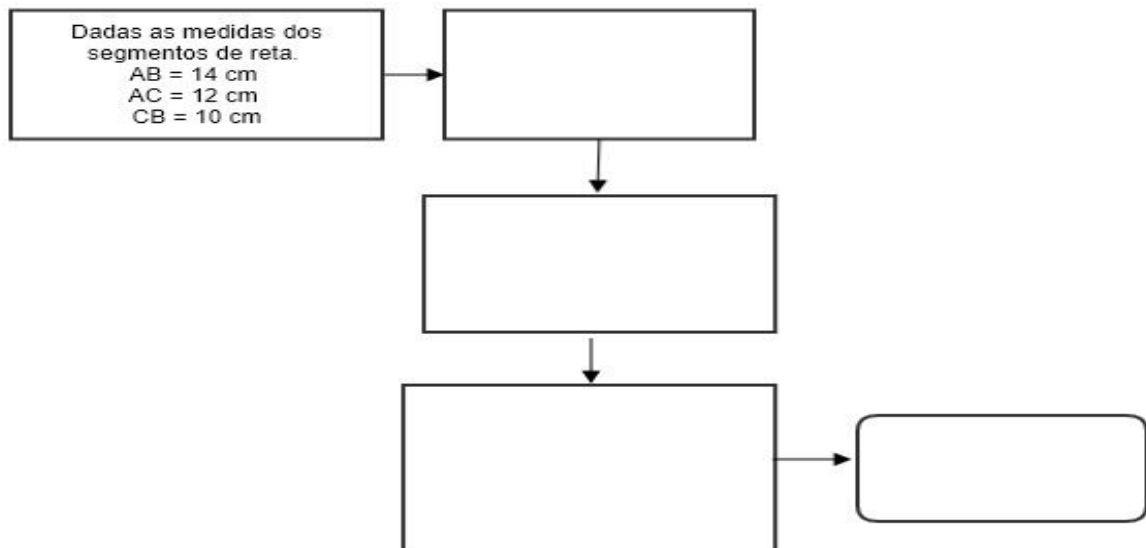 Dadas as medidas dos
segmentos de reta.
AB = 14 cm
AC = 12 cm
CB = 10 cm